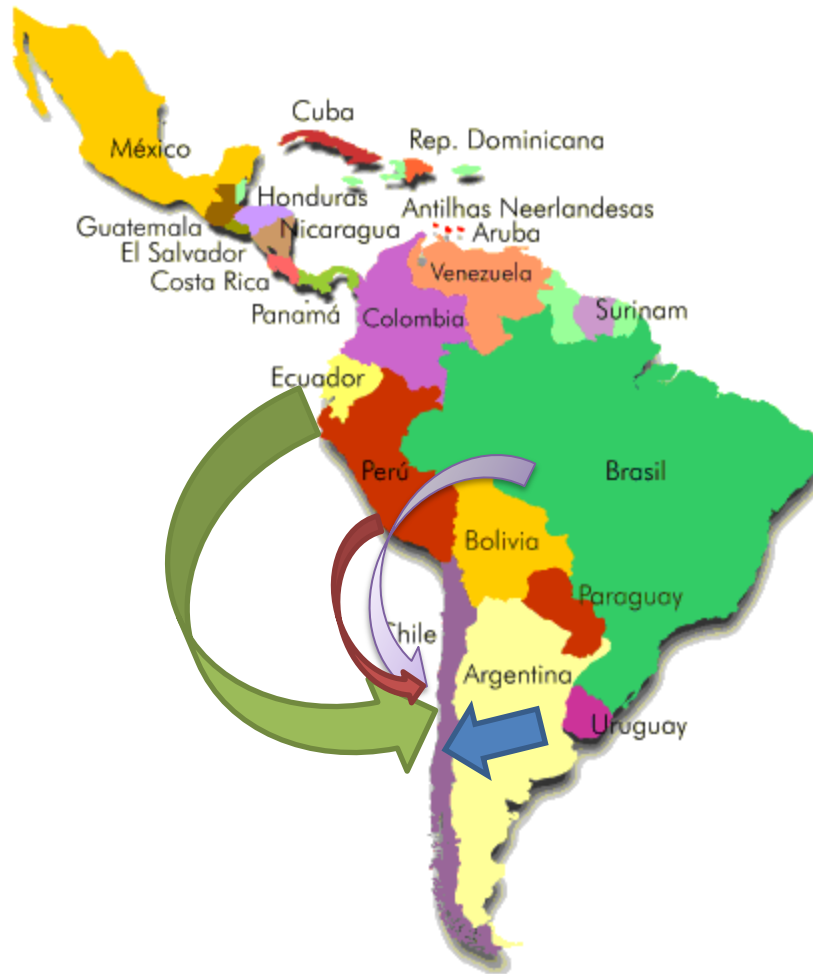 Cuba
Rep. Dominicana
México
Honduras
Antilhas Neerlandesas
Guatemala
Nicaragua
Aruba
El Salvador
Costa Rica
Venezuela
Panamá
Colombia
Surinam
Ecuador
Perú
Brasil
Bolivia
Paraguay
Chile
Argentina
Uruguay